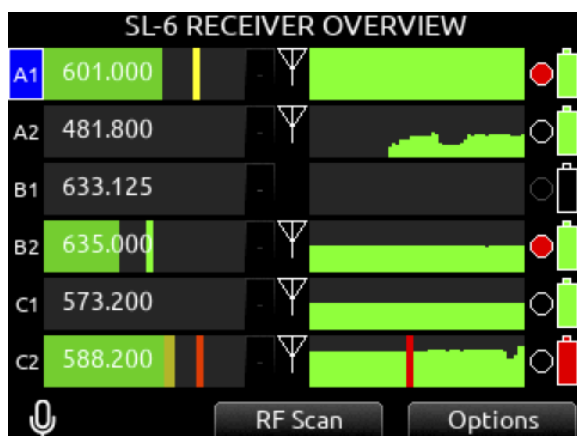 SL-6 RECEIVER OVERVIEW
A1 601.000 -
A2 481.800 -
B1 633.125 -
B2 635.000 -
C1 573.200 -
C2 588.200 -
RF Scan Options